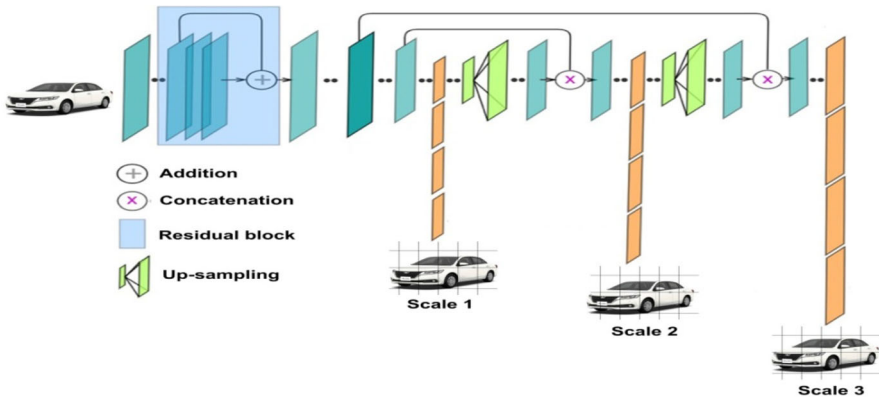 Addition
Concatenation
Residual block
Up-sampling
Scale 1
Scale 2
Scale 3